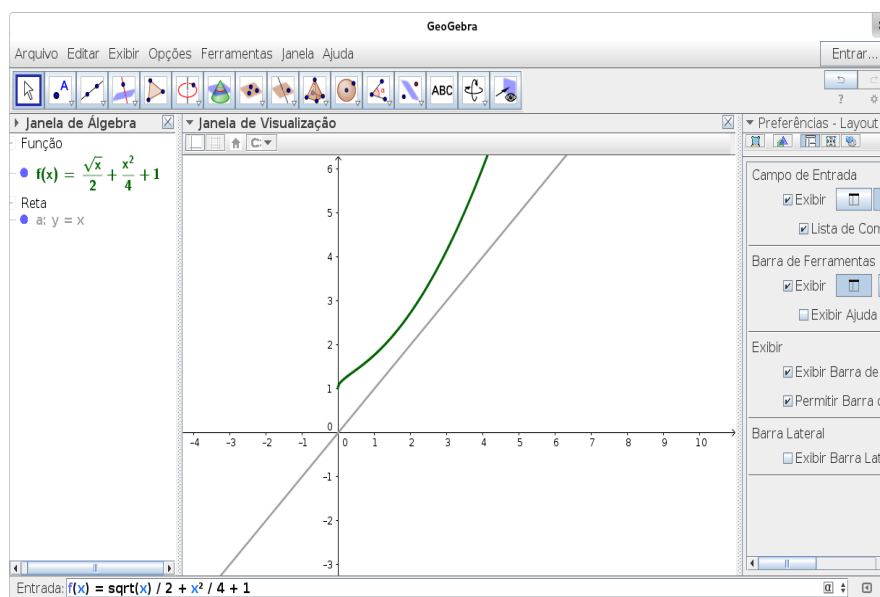 GeoGebra
Arquivo Editar Exibir Opções Ferramentas Janela Ajuda
Entrar...
ABC
?
Janela de Álgebra
Janela de Visualização
Preferências - Layout
Função
f(x) = √x/2 + x²/4 + 1
Reta
a: y = x
6
5
4
3
2
1
0
-4 -3 -2 -1 0 1 2 3 4 5 6 7 8 9 10
-1
-2
-3
Campo de Entrada
Exibir
Lista de Com
Barra de Ferramentas
Exibir
Exibir Ajuda
Exibir
Exibir Barra de
Permitir Barra
Barra Lateral
Exibir Barra Lat
Entrada: f(x) = sqrt(x) / 2 + x² / 4 + 1
α